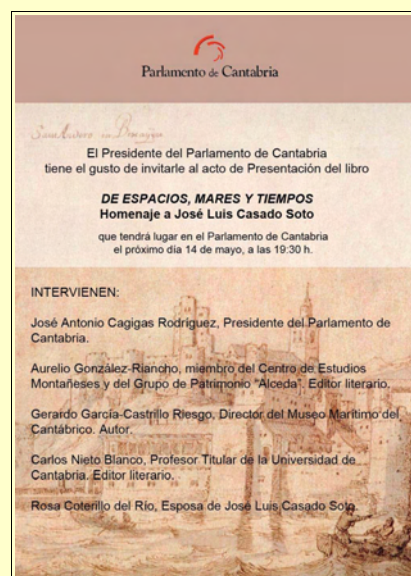 Parlamento de Cantabria
Santander in Biscaye
El Presidente del Parlamento de Cantabria
tiene el gusto de invitarle al acto de Presentación del libro
DE ESPACIOS, MARES Y TIEMPOS
Homenaje a José Luis Casado Soto
que tendrá lugar en el Parlamento de Cantabria
el próximo día 14 de mayo, a las 19:30 h.
INTERVIENEN:
José Antonio Cagigas Rodríguez, Presidente del Parlamento de
Cantabria.
Aurelio González-Riancho, miembro del Centro de Estudios
Montañeses y del Grupo de Patrimonio "Alceda". Editor literario.
Gerardo García-Castrillo Riesgo, Director del Museo Marítimo del
Cantábrico. Autor.
Carlos Nieto Blanco, Profesor Titular de la Universidad de
Cantabria. Editor literario.
Rosa Coterillo del Río, Esposa de José Luis Casado Soto.